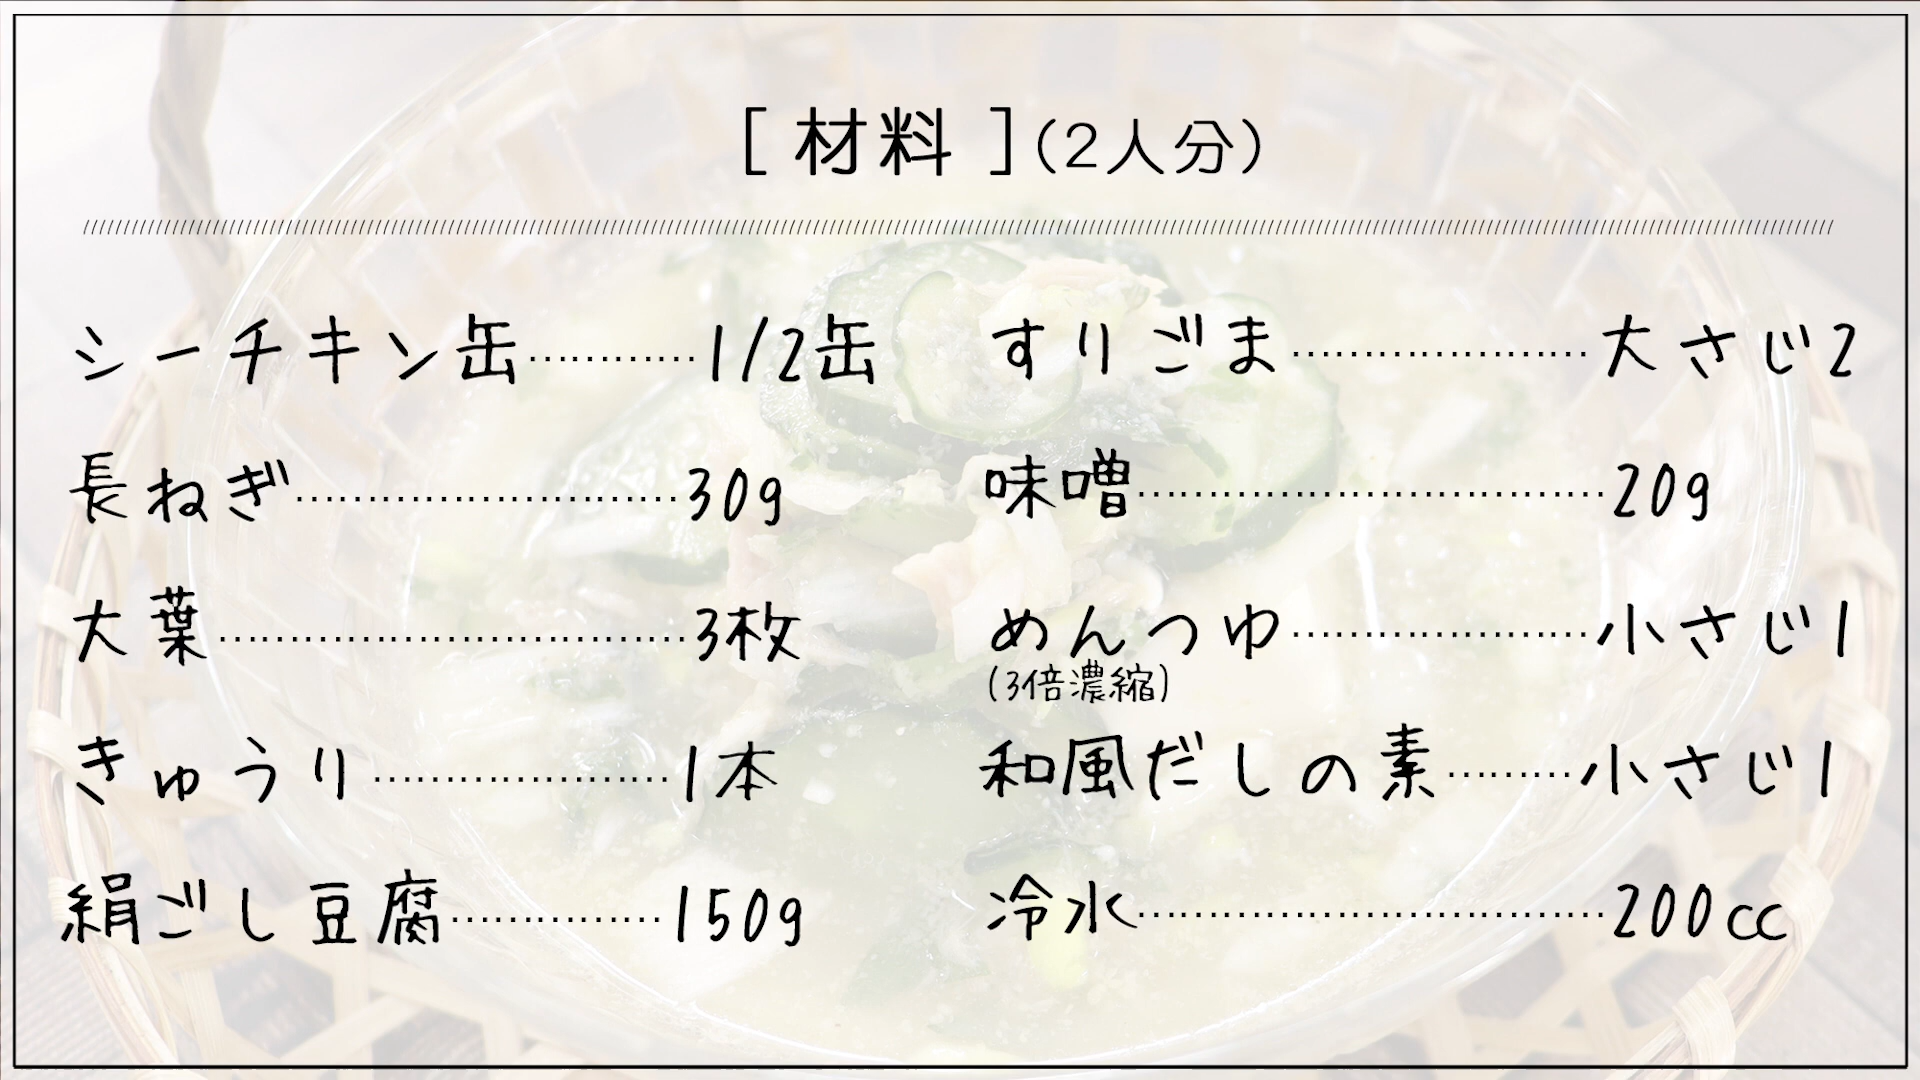 [ 材料 ](2人分)
シーチキン缶…………1/2缶
長ねぎ…………………………30g
大葉………………………………3枚
きゅうり……………………1本
絹ごし豆腐……………150g
すりごま……………………大さじ2
味噌………………………………20g
めんつゆ……………………小さじ1
(3倍濃縮)
和風だしの素………小さじ1
冷水………………………………200cc